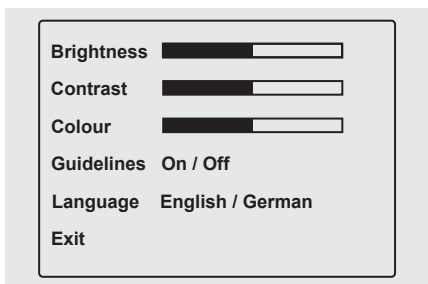 Brightness
Contrast
Colour
Guidelines On / Off
Language English / German
Exit